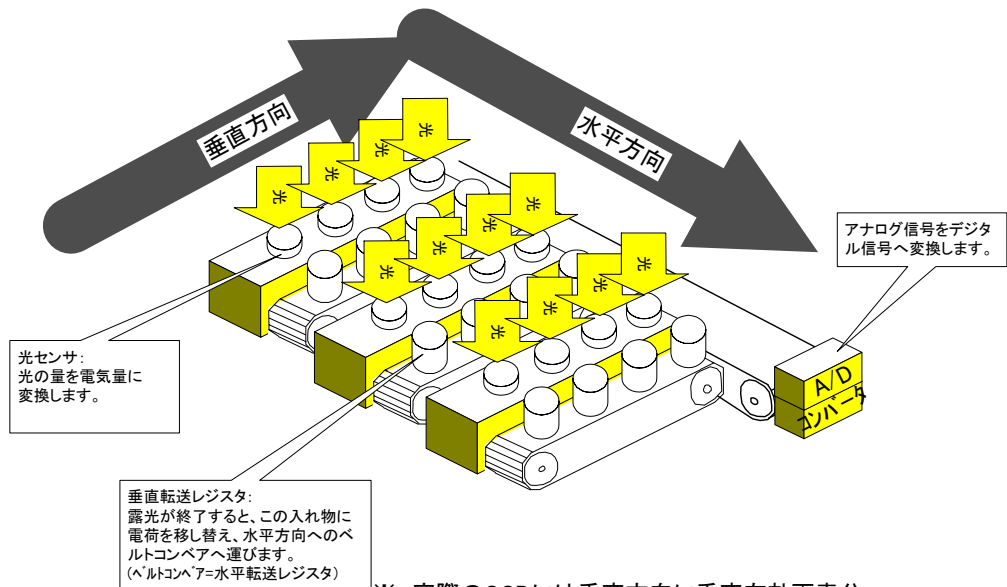 垂直方向
水平方向
光
光
光
光
光
光
光
光
光
光
光
光
アナログ信号をデジタ
ル信号へ変換します。
A/D
コンバータ
光センサ:
光の量を電気量に
変換します。
垂直転送レジスタ:
露光が終了すると、この入れ物に
電荷を移し替え、水平方向へのベ
ルトコンベアへ運びます。
(ベルトコンベア=水平転送レジスタ)